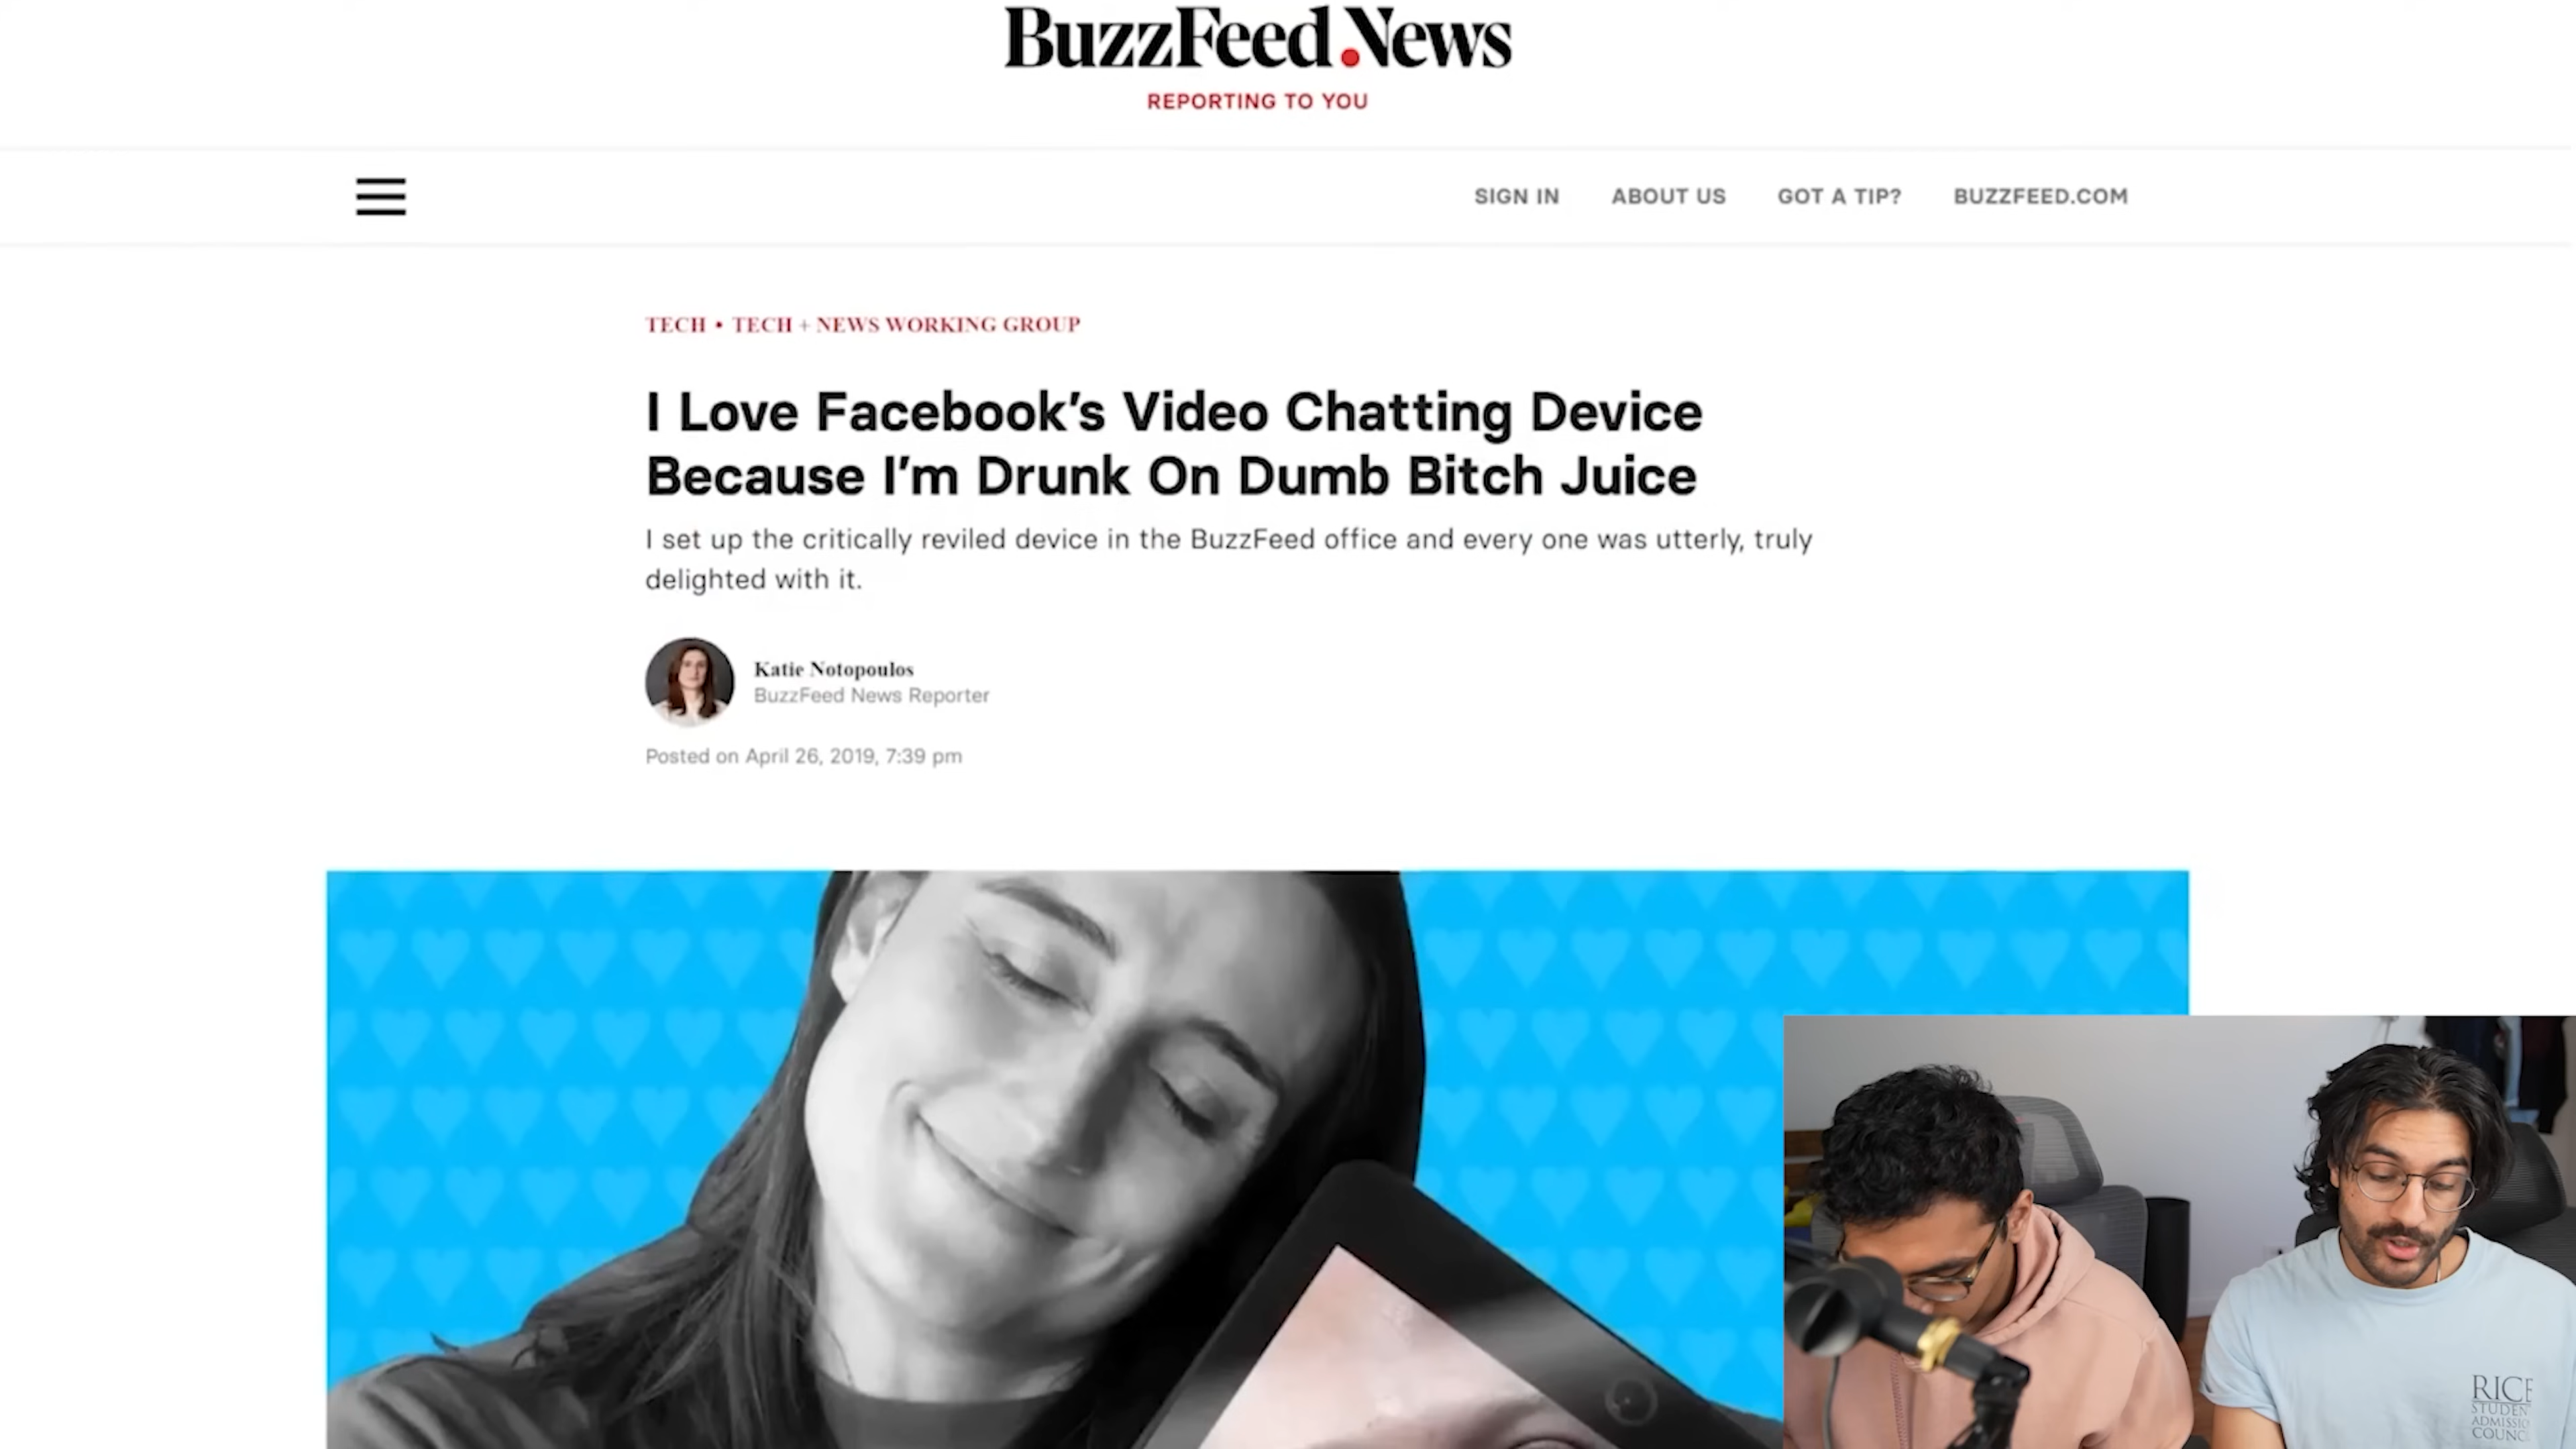 BuzzFeed.News
REPORTING TO YOU
SIGN IN ABOUT US GOT A TIP? BUZZFEED.COM
TECH • TECH + NEWS WORKING GROUP
I Love Facebook's Video Chatting Device
Because I'm Drunk On Dumb Bitch Juice
I set up the critically reviled device in the BuzzFeed office and every one was utterly, truly
delighted with it.
Katie Notopoulos
BuzzFeed News Reporter
Posted on April 26, 2019, 7:39 pm
RICE
STUDEN
ADMISSIO
COUNC